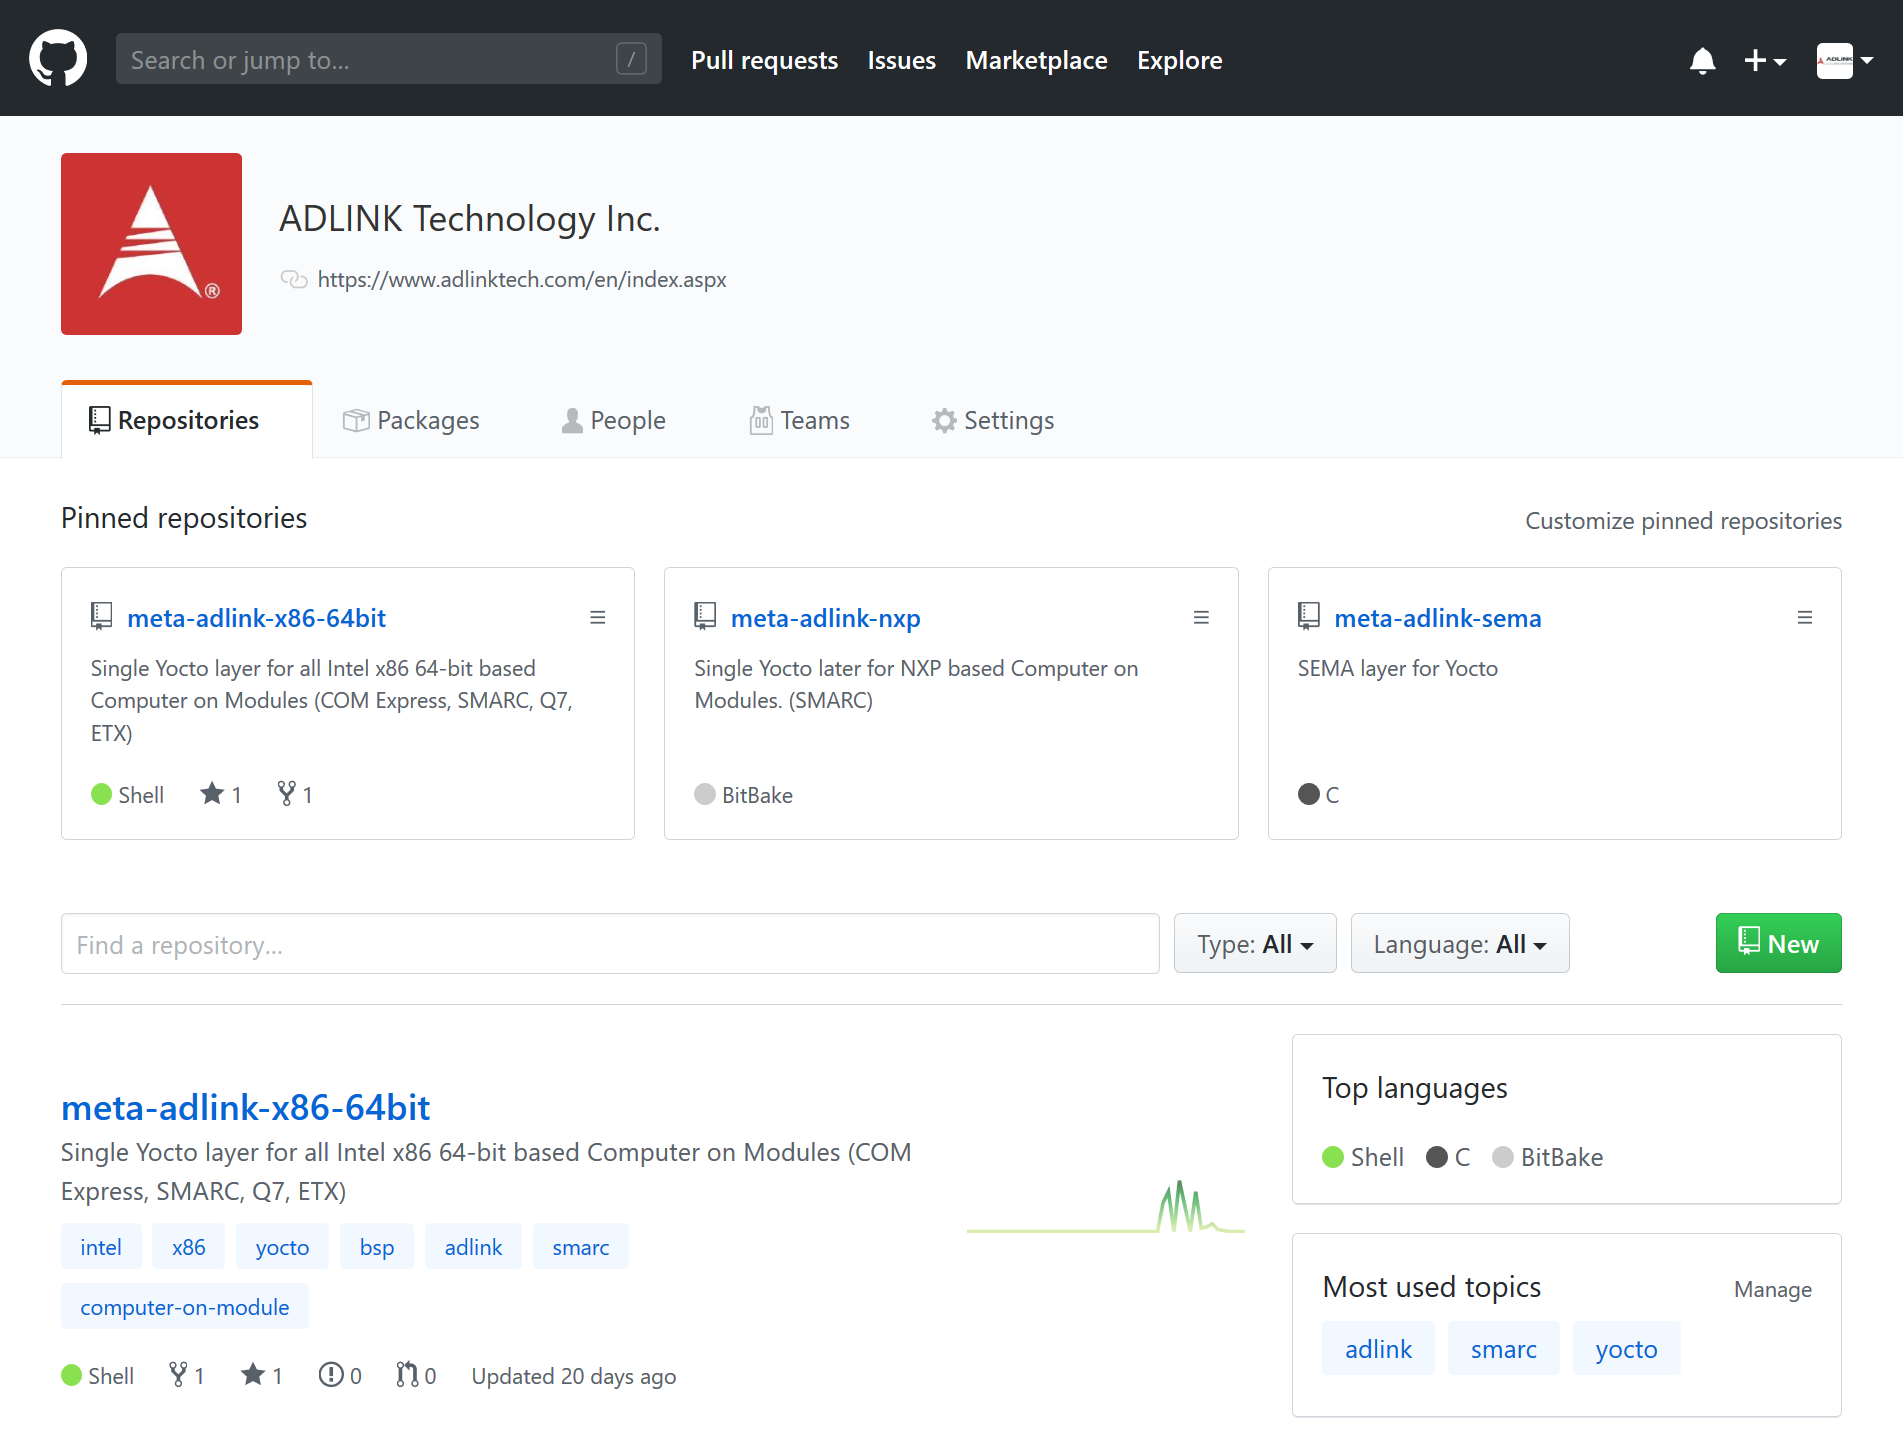 Search or jump to... / Pull requests Issues Marketplace Explore ADLINK
ADLINK Technology Inc.
https://www.adlinktech.com/en/index.aspx
®
Repositories Packages People Teams Settings
Pinned repositories Customize pinned repositories
meta-adlink-x86-64bit
Single Yocto layer for all Intel x86 64-bit based
Computer on Modules (COM Express, SMARC, Q7,
ETX)
Shell 1 1
meta-adlink-nxp
Single Yocto later for NXP based Computer on
Modules. (SMARC)
BitBake
meta-adlink-sema
SEMA layer for Yocto
C
Find a repository... Type: All Language: All New
meta-adlink-x86-64bit
Single Yocto layer for all Intel x86 64-bit based Computer on Modules (COM
Express, SMARC, Q7, ETX)
intel x86 yocto bsp adlink smarc
computer-on-module
Shell 1 1 0 0 Updated 20 days ago
Top languages
Shell C BitBake
Most used topics Manage
adlink smarc yocto